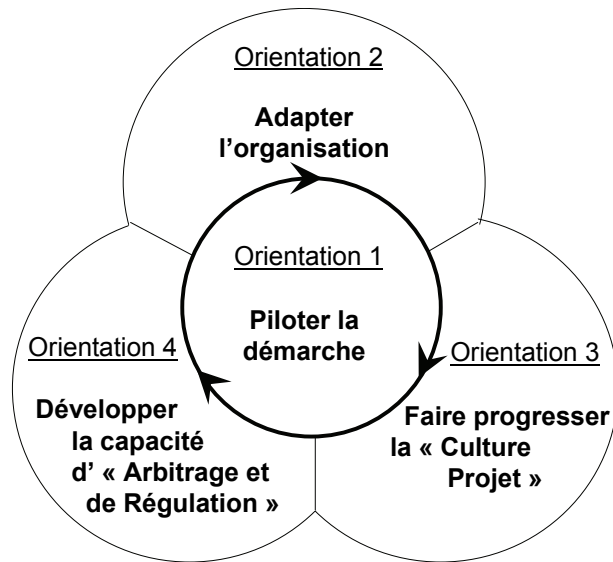 Orientation 2
Adapter
l'organisation
Orientation 1
Piloter la
démarche
Orientation 3
Faire progresser
la « Culture
Projet »
Orientation 4
Développer
la capacité
d' « Arbitrage et
de Régulation »